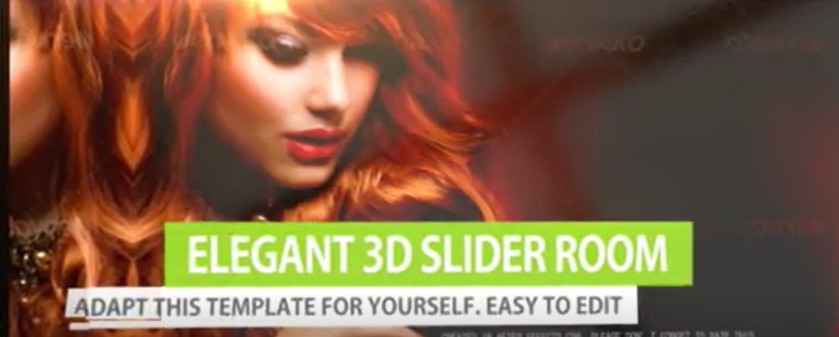 ELEGANT 3D SLIDER ROOM
ADAPT THIS TEMPLATE FOR YOURSELF. EASY TO EDIT